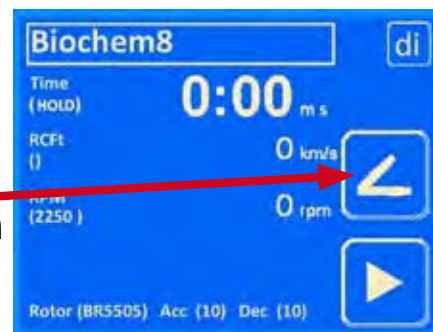 Biochem8
di
Time
(HOLD)
0:00 m s
RCFt
()
0 km/s
RPM
(2250 )
0 rpm
Rotor (BR5505) Acc (10) Dec (10)